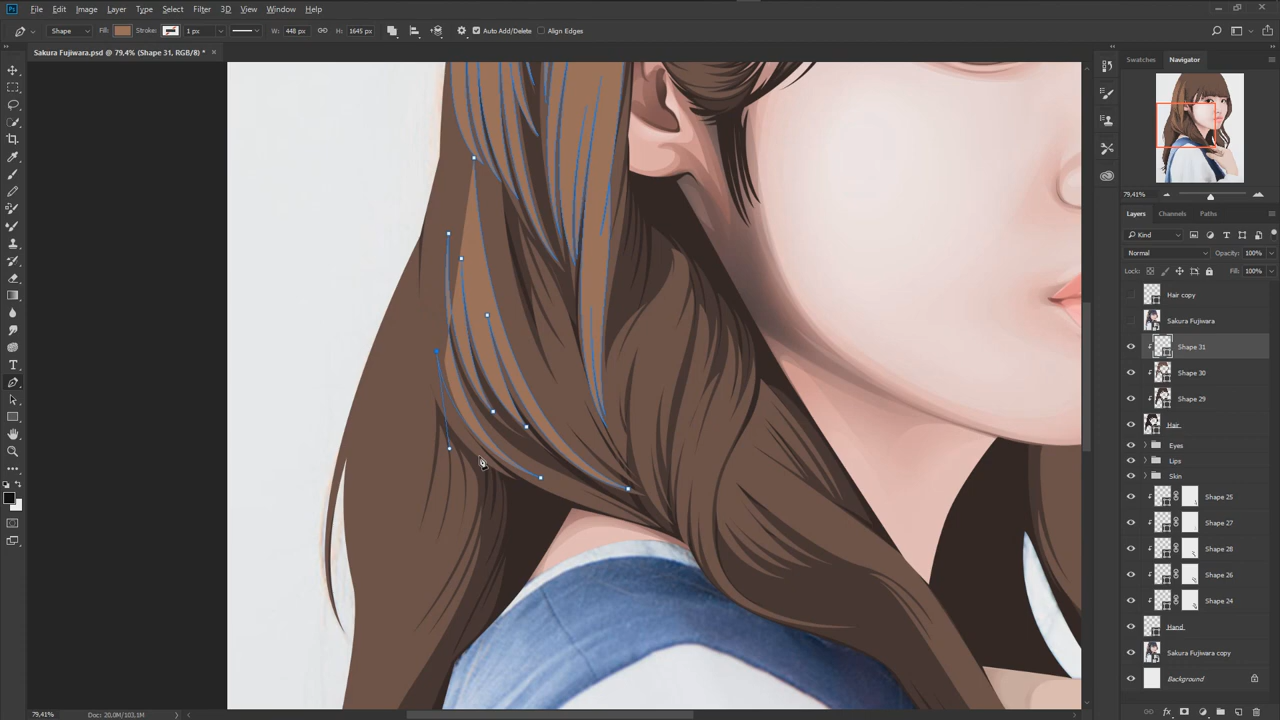 File Edit Image Layer Type Select Filter 3D View Window Help
Shape Fill: Stroke: 1 px W: 448 px H: 1645 px Auto Add/Delete Align Edges
Sakura Fujiwara.psd @ 79,4% (Shape 31, RGB/8) *
Swatches Navigator
79,41%
Layers Channels Paths
Kind
Normal Opacity: 100%
Lock: Fill: 100%
Hair copy
Sakura Fujiwara
Shape 31
Shape 30
Shape 29
Hair
Eyes
Lips
Skin
Shape 25
Shape 27
Shape 28
Shape 26
Shape 24
Hand
Sakura Fujiwara copy
Background
79,41% Doc: 20,0M/103,1M